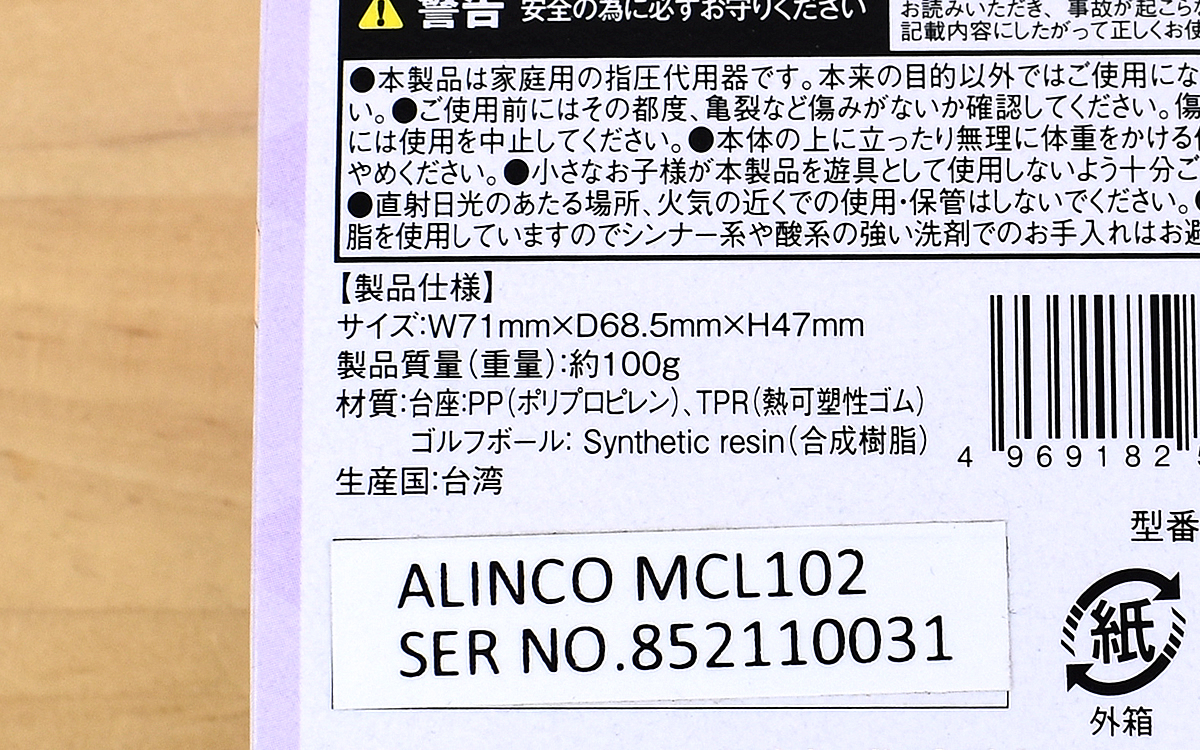 警告 安全の為に必ずお守りください
お読みいただき、事故が起こらな
記載内容にしたがって正しくお使
●本製品は家庭用の指圧代用器です。本来の目的以外ではご使用にな
い。●ご使用前にはその都度、亀裂など傷みがないか確認してください。傷
には使用を中止してください。●本体の上に立ったり無理に体重をかける
やめください。●小さなお子様が本製品を遊具として使用しないよう十分ご
●直射日光のあたる場所、火気の近くでの使用・保管はしないでください。●
脂を使用していますのでシンナー系や酸系の強い洗剤でのお手入れはお避
【製品仕様】
サイズ:W71mm×D68.5mm×H47mm
製品質量(重量):約100g
材質:台座:PP(ポリプロピレン)、TPR(熱可塑性ゴム)
ゴルフボール: Synthetic resin(合成樹脂)
生産国:台湾
4 969182
型番
ALINCO MCL102
SER NO.852110031
紙
外箱